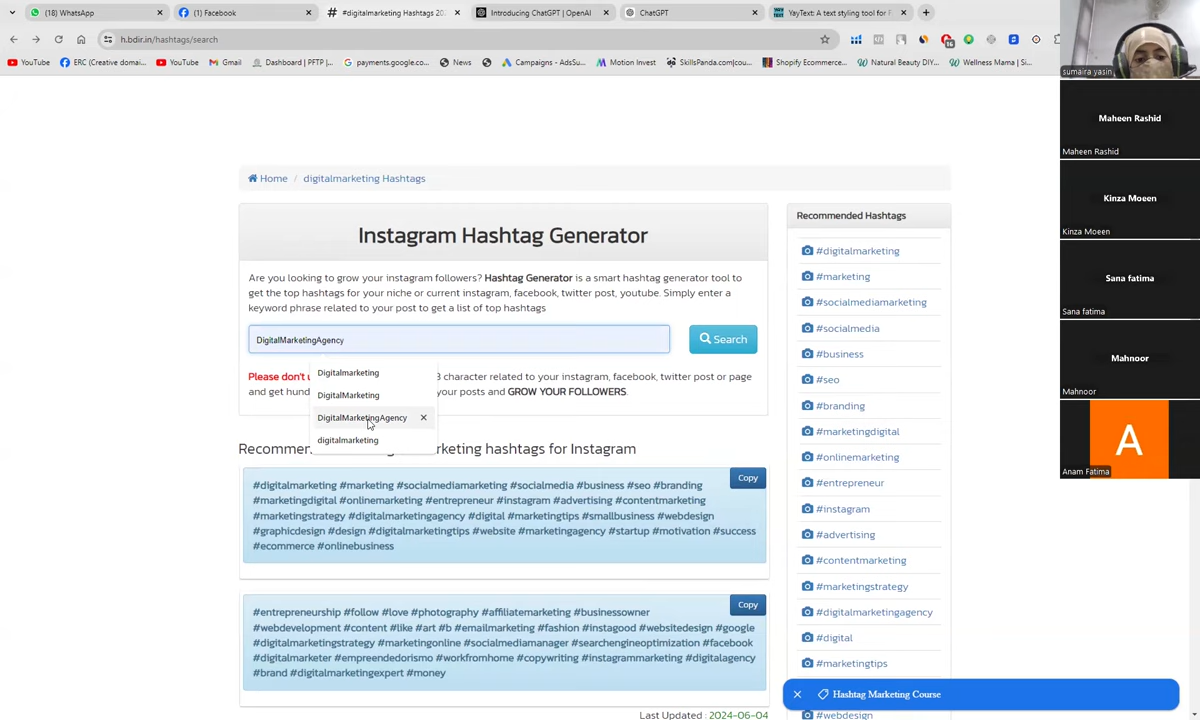 (18) WhatsApp
(1) Facebook
#digitalmarketing Hashtags 202
Introducing ChatGPT | OpenAI
ChatGPT
YayText: A text styling tool for F
h.bdir.in/hashtags/search
YouTube
ERC (Creative domai...
YouTube
Gmail
Dashboard | PFTP |...
payments.google.co...
News
Campaigns - AdsSu...
Motion Invest
SkillsPanda.com|cou...
Shopify Ecommerce...
Natural Beauty DIY...
Wellness Mama | Si...
Home / digitalmarketing Hashtags
Instagram Hashtag Generator
Are you looking to grow your instagram followers? Hashtag Generator is a smart hashtag generator tool to
get the top hashtags for your niche or current instagram, facebook, twitter post, youtube. Simply enter a
keyword phrase related to your post to get a list of top hashtags
DigitalMarketingAgency
Search
Digitalmarketing
DigitalMarketing
DigitalMarketingAgency
digitalmarketing
Please don't u
3 character related to your instagram, facebook, twitter post or page
and get hund
your posts and GROW YOUR FOLLOWERS.
Recommen
rketing hashtags for Instagram
Copy
#digitalmarketing #marketing #socialmediamarketing #socialmedia #business #seo #branding
#marketingdigital #onlinemarketing #entrepreneur #instagram #advertising #contentmarketing
#marketingstrategy #digitalmarketingagency #digital #marketingtips #smallbusiness #webdesign
#graphicdesign #design #digitalmarketingtips #website #marketingagency #startup #motivation #success
#ecommerce #onlinebusiness
Copy
#entrepreneurship #follow #love #photography #affiliatemarketing #businessowner
#webdevelopment #content #like #art #b #emailmarketing #fashion #instagood #websitedesign #google
#digitalmarketingstrategy #marketingonline #socialmediamanager #searchengineoptimization #facebook
#digitalmarketer #empreendedorismo #workfromhome #copywriting #instagrammarketing #digitalagency
#brand #digitalmarketingexpert #money
Last Updated : 2024-06-04
Recommended Hashtags
#digitalmarketing
#marketing
#socialmediamarketing
#socialmedia
#business
#seo
#branding
#marketingdigital
#onlinemarketing
#entrepreneur
#instagram
#advertising
#contentmarketing
#marketingstrategy
#digitalmarketingagency
#digital
#marketingtips
#webdesign
Hashtag Marketing Course
sumaira yasin
Maheen Rashid
Maheen Rashid
Kinza Moeen
Kinza Moeen
Sana fatima
Sana fatima
Mahnoor
Mahnoor
A
Anam Fatima